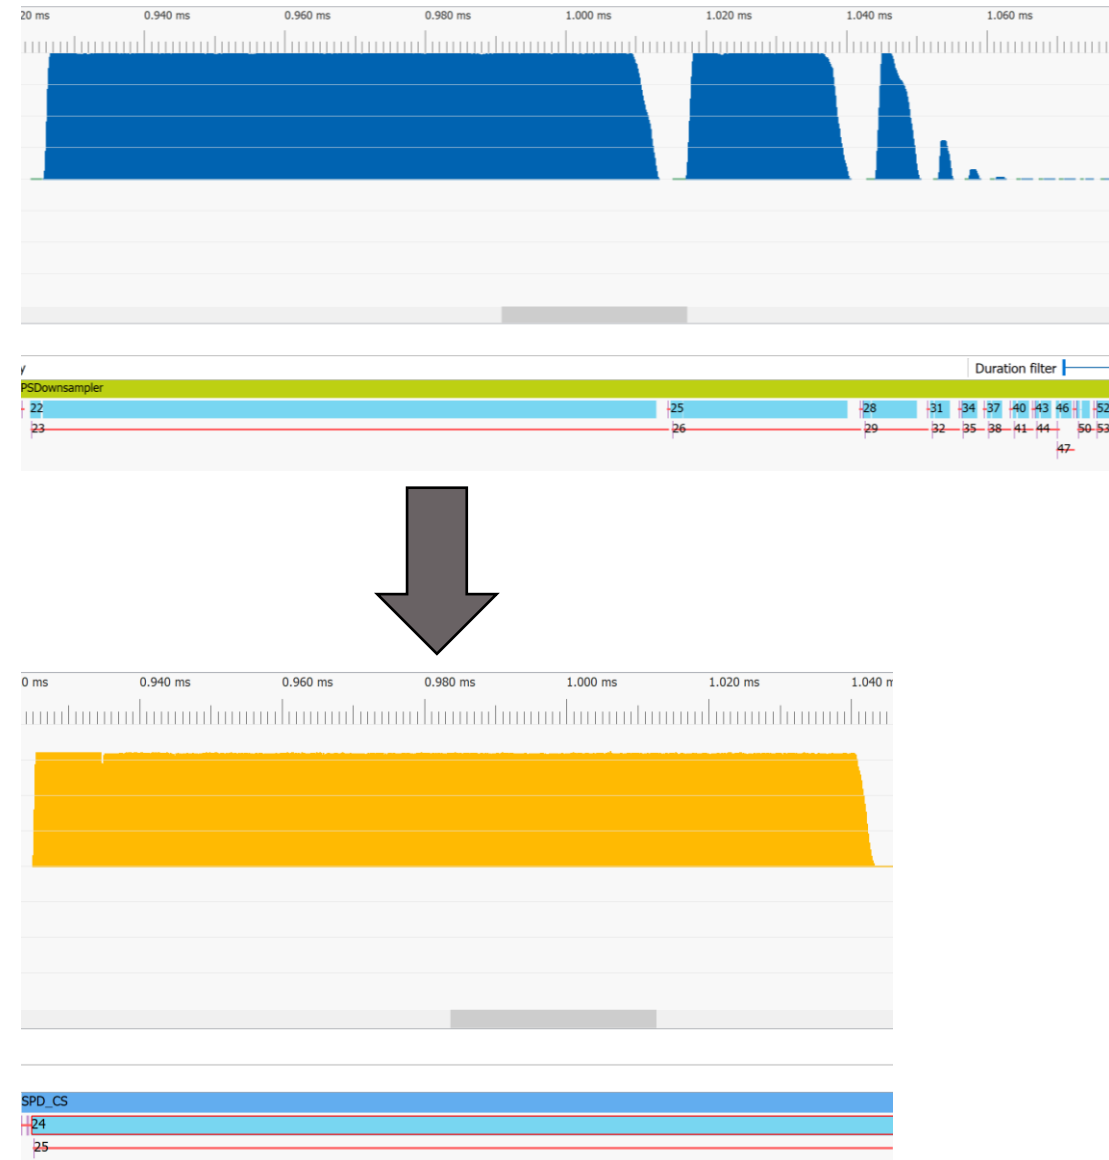 20 ms 0.940 ms 0.960 ms 0.980 ms 1.000 ms 1.020 ms 1.040 ms 1.060 ms
y Duration filter
PSDownsampler
22 25 28 31 34 37 40 43 46 52
23 26 29 32 35 38 41 44 50 53
47
0 ms 0.940 ms 0.960 ms 0.980 ms 1.000 ms 1.020 ms 1.040 m
SPD_CS
24
25